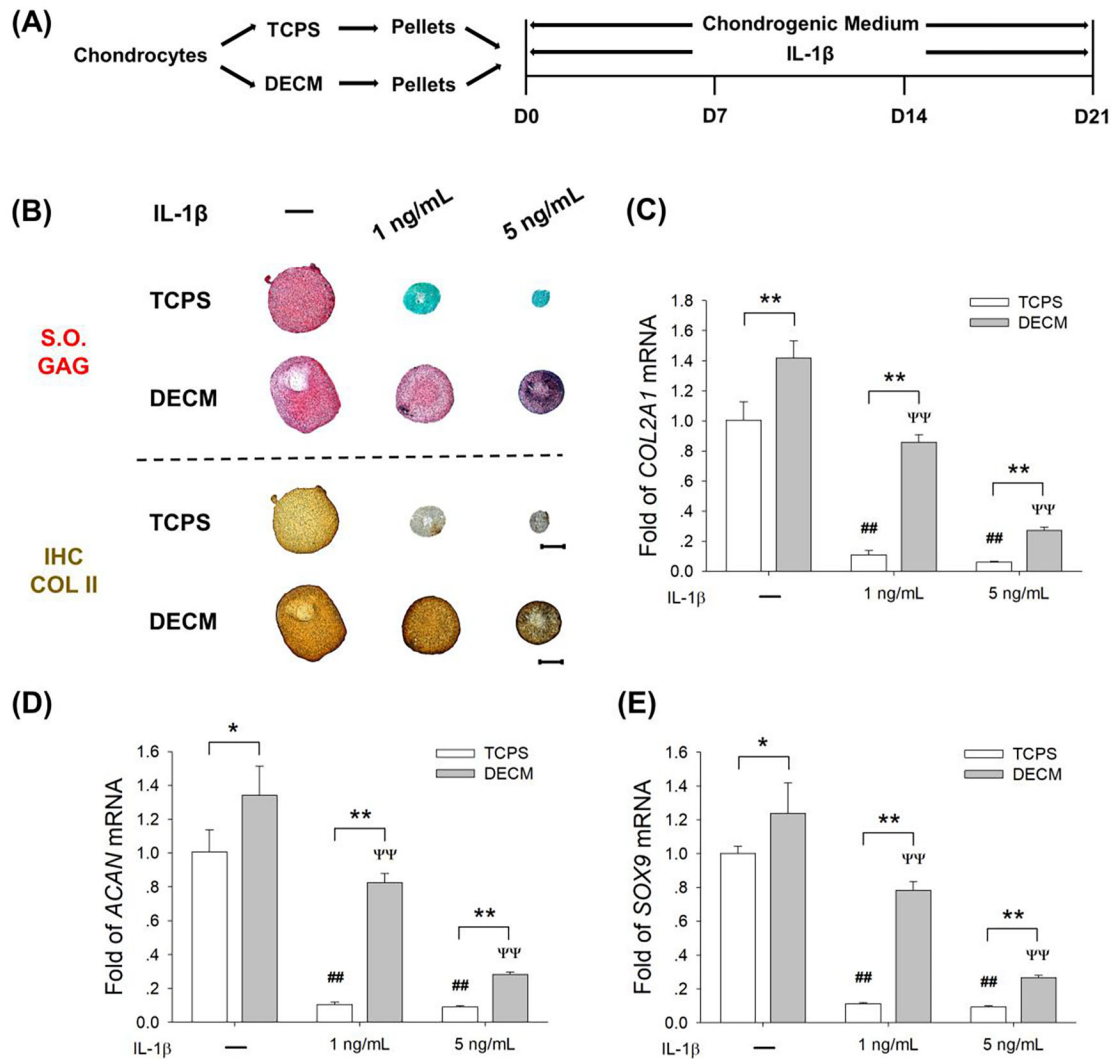 (A)
Chondrocytes
TCPS
Pellets
DECM
Pellets
Chondrogenic Medium
IL-1β
D0
D7
D14
D21
(B)
IL-1β
—
1 ng/mL
5 ng/mL
S.O.
GAG
TCPS
DECM
IHC
COL II
TCPS
DECM
(C)
Fold of COL2A1 mRNA
1.8
1.6
1.4
1.2
1.0
.8
.6
.4
.2
0.0
TCPS
DECM
**
**
ΨΨ
##
**
ΨΨ
##
IL-1β
—
1 ng/mL
5 ng/mL
(D)
Fold of ACAN mRNA
1.6
1.4
1.2
1.0
.8
.6
.4
.2
0.0
TCPS
DECM
*
**
ΨΨ
##
**
ΨΨ
##
IL-1β
—
1 ng/mL
5 ng/mL
(E)
Fold of SOX9 mRNA
1.6
1.4
1.2
1.0
.8
.6
.4
.2
0.0
TCPS
DECM
*
**
ΨΨ
##
**
ΨΨ
##
IL-1β
—
1 ng/mL
5 ng/mL